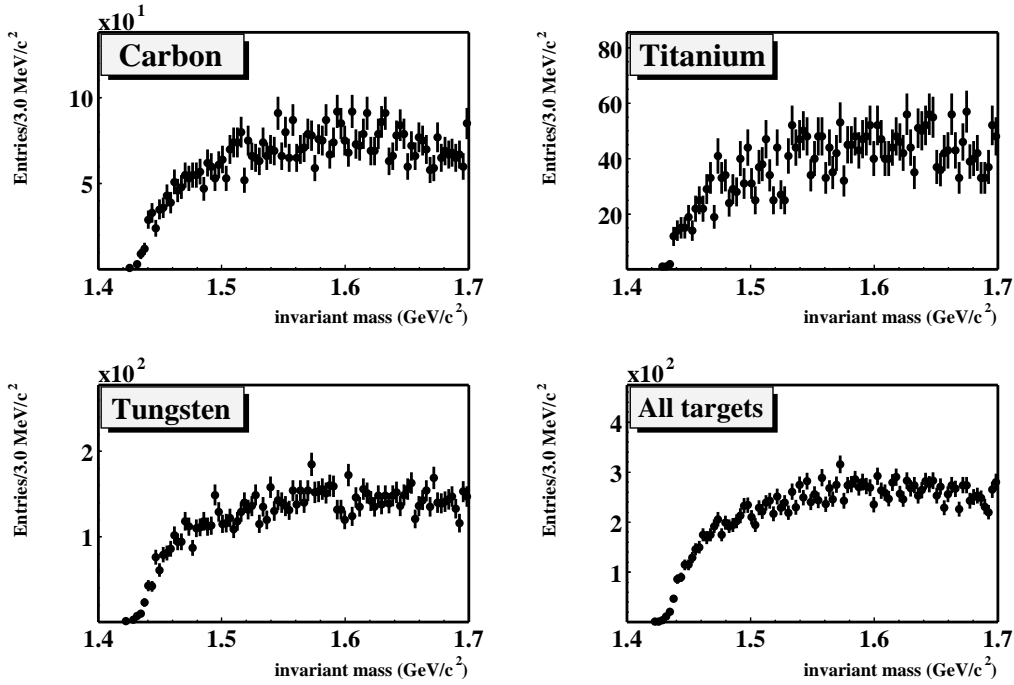 x10¹
Carbon
Entries/3.0 MeV/c²
10
5
1.4 1.5 1.6 1.7
invariant mass (GeV/c²)
Titanium
Entries/3.0 MeV/c²
80
60
40
20
1.4 1.5 1.6 1.7
invariant mass (GeV/c²)
x10²
Tungsten
Entries/3.0 MeV/c²
2
1
1.4 1.5 1.6 1.7
invariant mass (GeV/c²)
x10²
All targets
Entries/3.0 MeV/c²
4
3
2
1
1.4 1.5 1.6 1.7
invariant mass (GeV/c²)